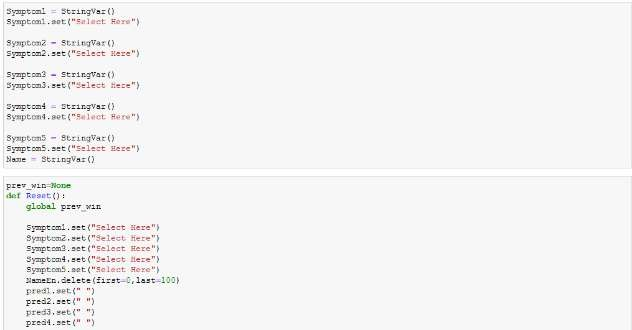 Symptom1 = StringVar()
Symptom1.set("Select Here")
Symptom2 = StringVar()
Symptom2.set("Select Here")
Symptom3 = StringVar()
Symptom3.set("Select Here")
Symptom4 = StringVar()
Symptom4.set("Select Here")
Symptom5 = StringVar()
Symptom5.set("Select Here")
Name = StringVar()
prev_win=None
def Reset():
    global prev_win
    Symptom1.set("Select Here")
    Symptom2.set("Select Here")
    Symptom3.set("Select Here")
    Symptom4.set("Select Here")
    Symptom5.set("Select Here")
    NameEn.delete(first=0,last=100)
    pred1.set(" ")
    pred2.set(" ")
    pred3.set(" ")
    pred4.set(" ")